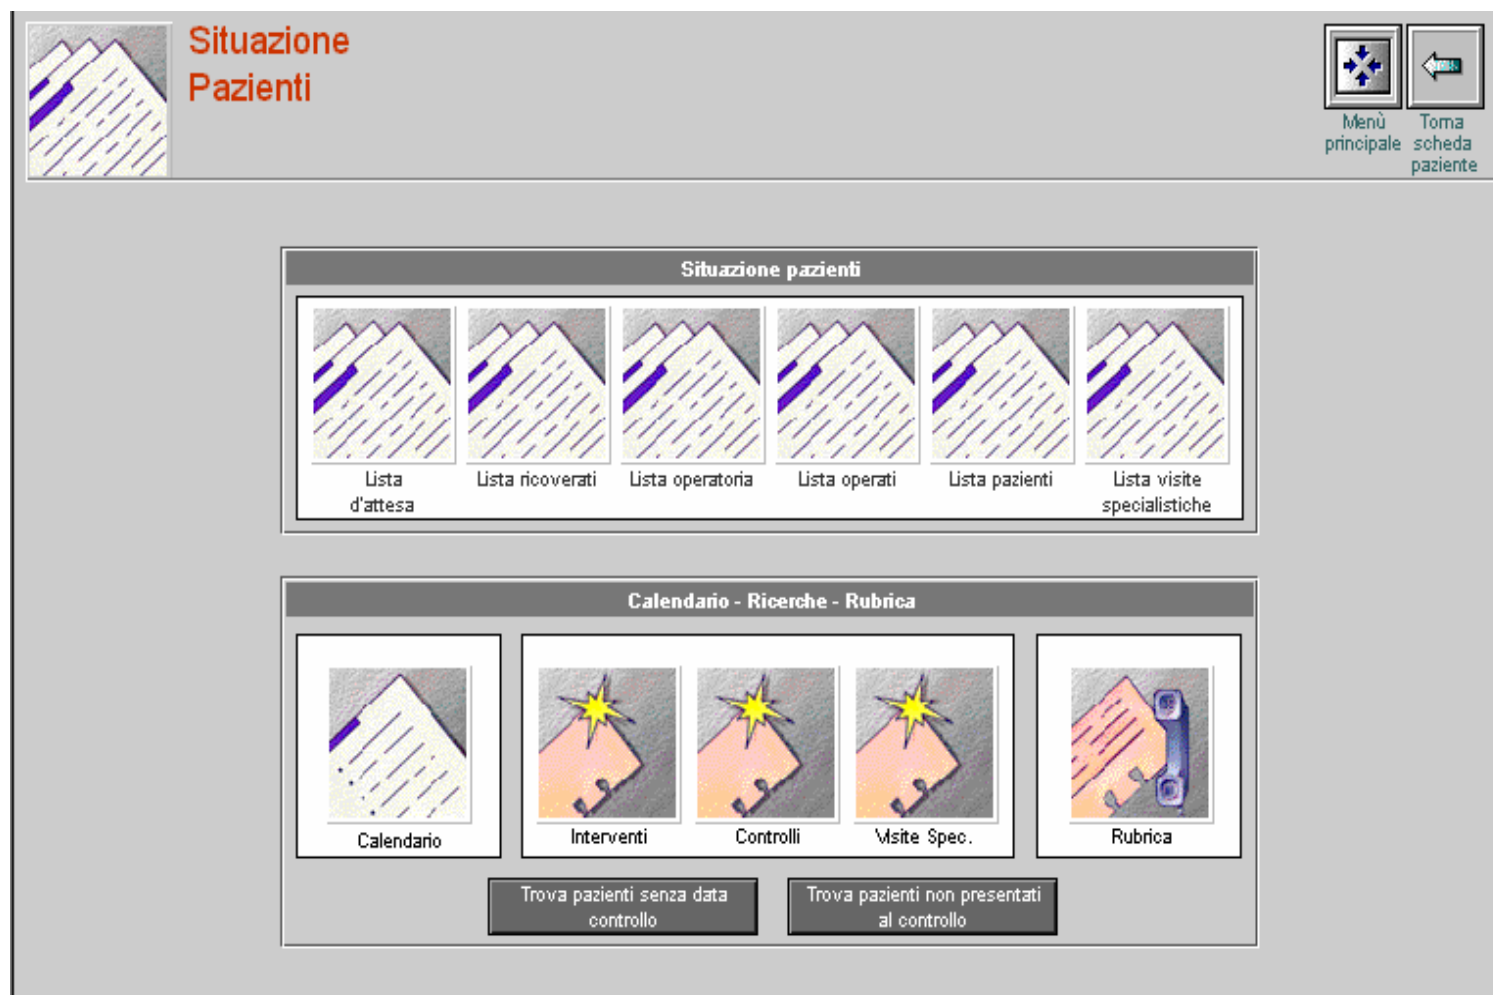 Situazione
Pazienti
Menù
principale
Torna
scheda
paziente
Situazione pazienti
Lista
d'attesa
Lista ricoverati
Lista operatoria
Lista operati
Lista pazienti
Lista visite
specialistiche
Calendario - Ricerche - Rubrica
Calendario
Interventi
Controlli
Visite Spec.
Rubrica
Trova pazienti senza data
controllo
Trova pazienti non presentati
al controllo